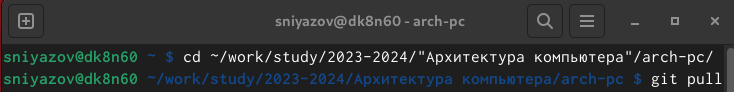 sniyazov@dk8n60 - arch-pc
sniyazov@dk8n60 ~ $ cd ~/work/study/2023-2024/"Архитектура компьютера"/arch-pc/
sniyazov@dk8n60 ~/work/study/2023-2024/Архитектура компьютера/arch-pc $ git pull